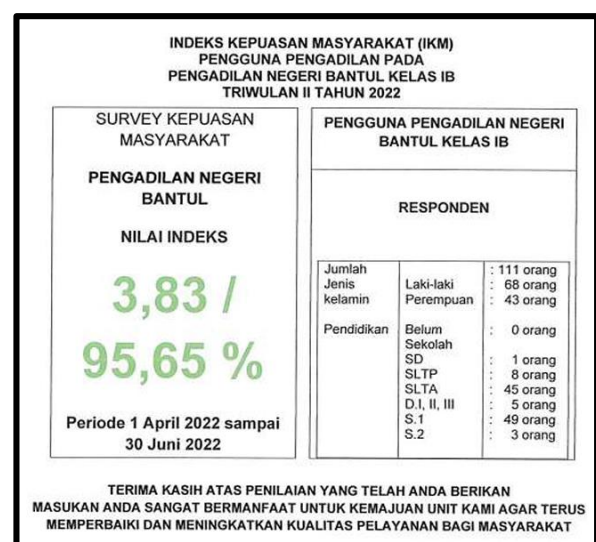 INDEKS KEPUASAN MASYARAKAT (IKM)
PENGGUNA PENGADILAN PADA
PENGADILAN NEGERI BANTUL KELAS IB
TRIWULAN II TAHUN 2022
SURVEY KEPUASAN
MASYARAKAT
PENGADILAN NEGERI
BANTUL
NILAI INDEKS
3,83 /
95,65 %
Periode 1 April 2022 sampai
30 Juni 2022
PENGGUNA PENGADILAN NEGERI
BANTUL KELAS IB
RESPONDEN
Jumlah : 111 orang
Jenis Laki-laki : 68 orang
kelamin Perempuan : 43 orang
Pendidikan Belum : 0 orang
Sekolah
SD : 1 orang
SLTP : 8 orang
SLTA : 45 orang
D.I, II, III : 5 orang
S.1 : 49 orang
S.2 : 3 orang
TERIMA KASIH ATAS PENILAIAN YANG TELAH ANDA BERIKAN
MASUKAN ANDA SANGAT BERMANFAAT UNTUK KEMAJUAN UNIT KAMI AGAR TERUS
MEMPERBAIKI DAN MENINGKATKAN KUALITAS PELAYANAN BAGI MASYARAKAT